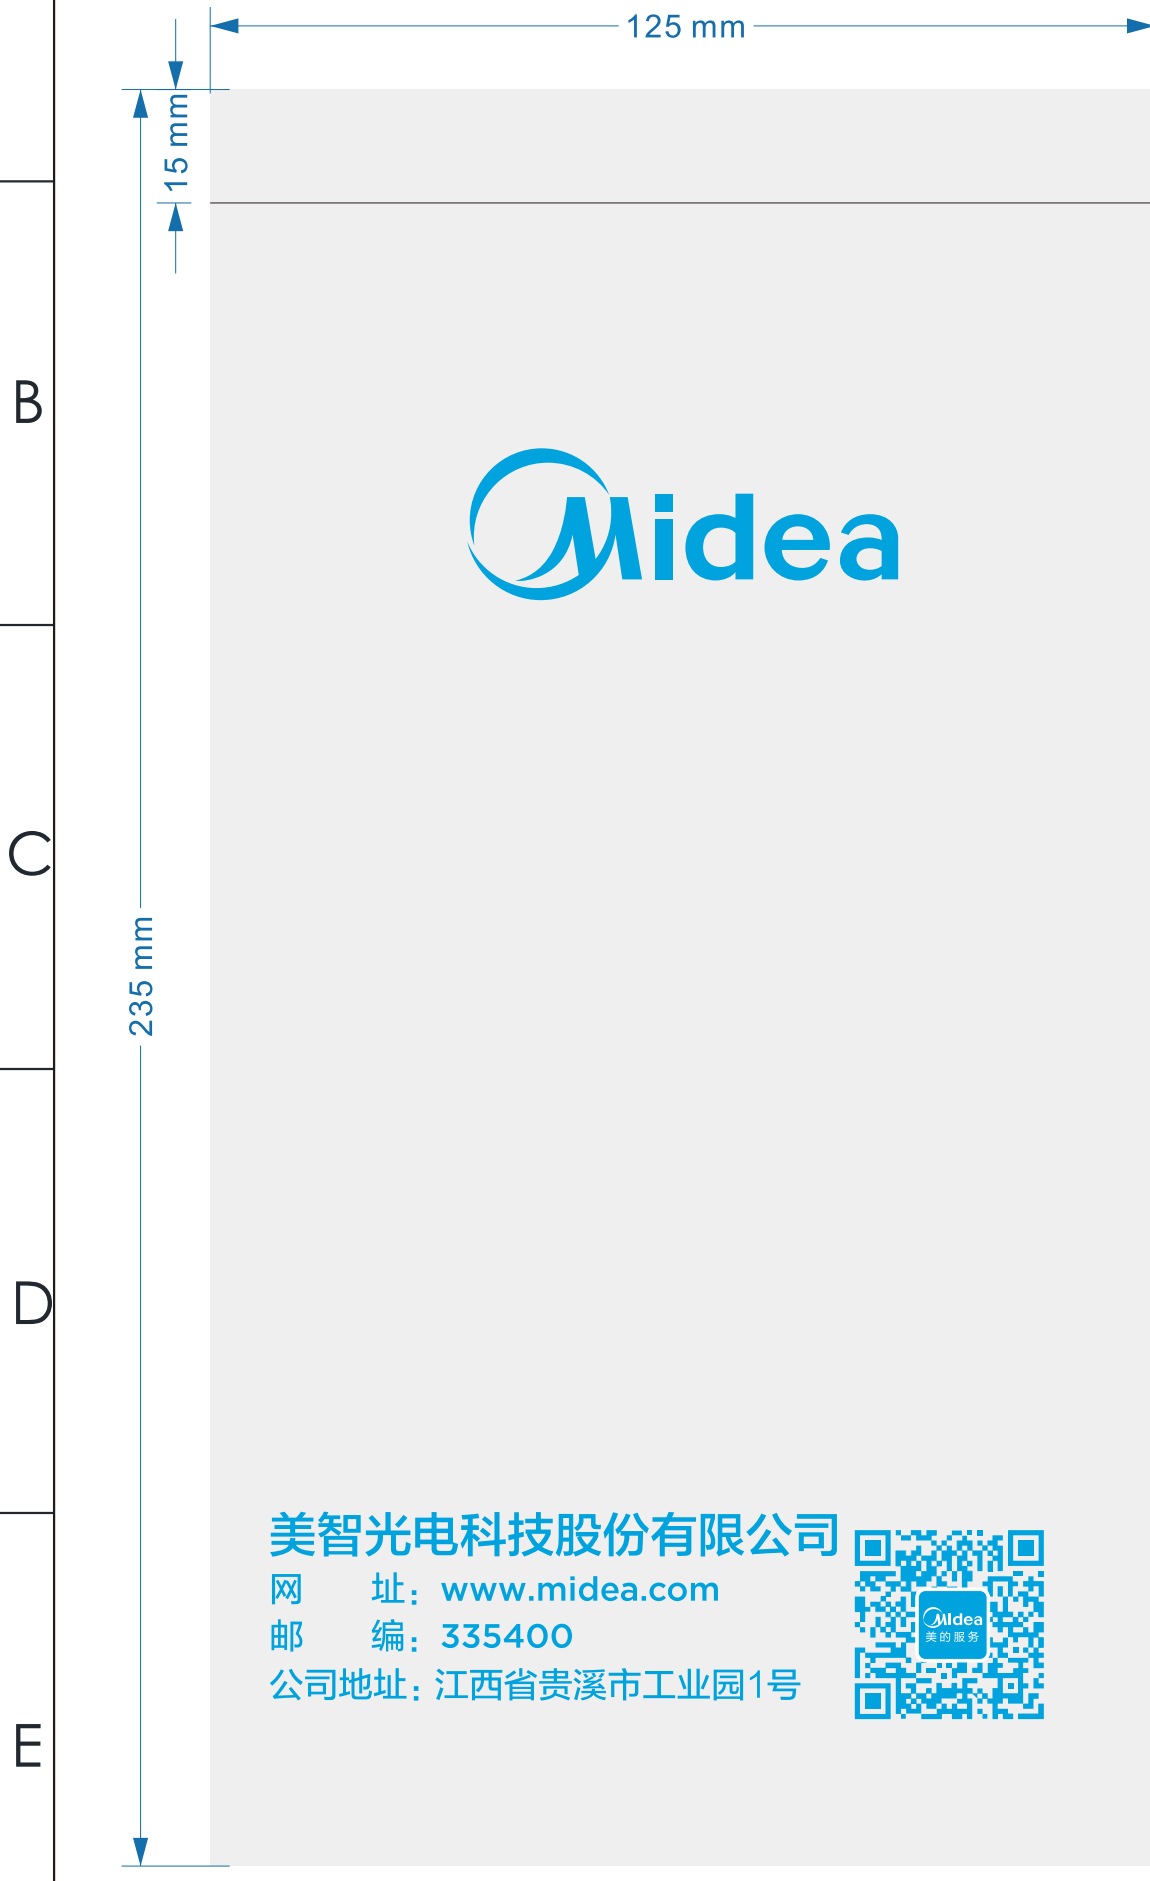 125 mm
15 mm
B
Midea
C
235 mm
D
美智光电科技股份有限公司
网　　址：www.midea.com
邮　　编：335400
公司地址：江西省贵溪市工业园1号
Midea
美的服务
E